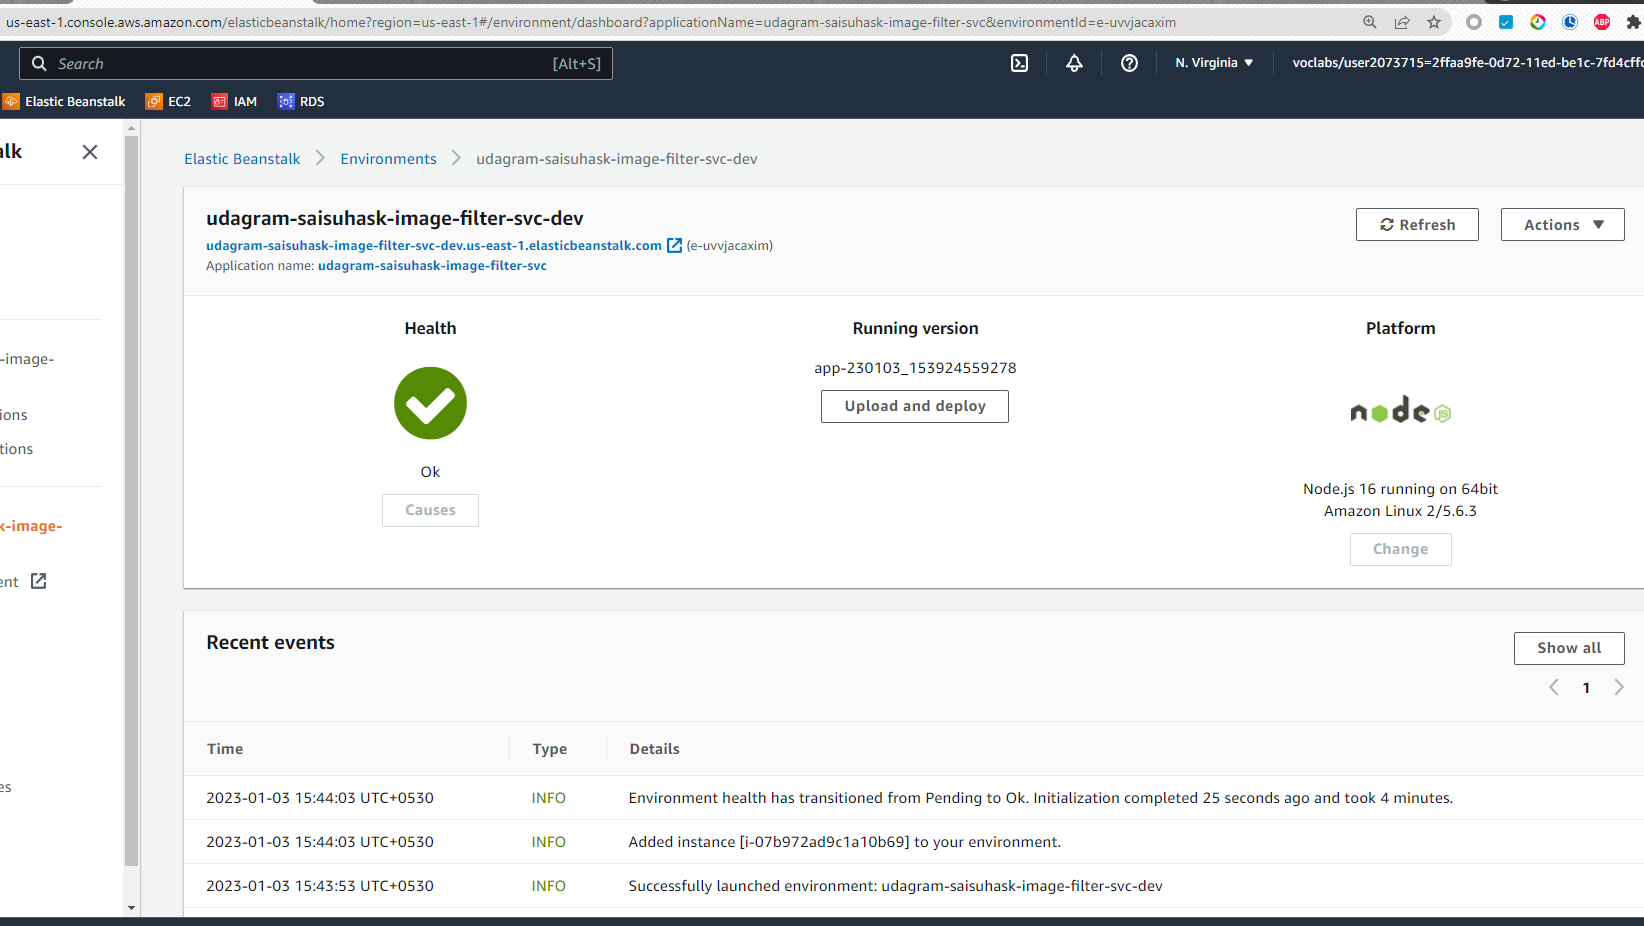 us-east-1.console.aws.amazon.com/elasticbeanstalk/home?region=us-east-1#/environment/dashboard?applicationName=udagram-saisuhask-image-filter-svc&environmentId=e-uvvjacaxim
ABP
Search [Alt+S]
N. Virginia ▼
voclabs/user2073715=2ffaa9fe-0d72-11ed-be1c-7fd4cffc
Elastic Beanstalk EC2 IAM RDS
alk
-image-
ions
tions
k-image-
ent
es
Elastic Beanstalk > Environments > udagram-saisuhask-image-filter-svc-dev
udagram-saisuhask-image-filter-svc-dev
udagram-saisuhask-image-filter-svc-dev.us-east-1.elasticbeanstalk.com (e-uvvjacaxim)
Application name: udagram-saisuhask-image-filter-svc
Refresh
Actions ▼
Health
Ok
Causes
Running version
app-230103_153924559278
Upload and deploy
Platform
node JS
Node.js 16 running on 64bit
Amazon Linux 2/5.6.3
Change
Recent events
Show all
< 1 >
Time Type Details
2023-01-03 15:44:03 UTC+0530 INFO Environment health has transitioned from Pending to Ok. Initialization completed 25 seconds ago and took 4 minutes.
2023-01-03 15:44:03 UTC+0530 INFO Added instance [i-07b972ad9c1a10b69] to your environment.
2023-01-03 15:43:53 UTC+0530 INFO Successfully launched environment: udagram-saisuhask-image-filter-svc-dev